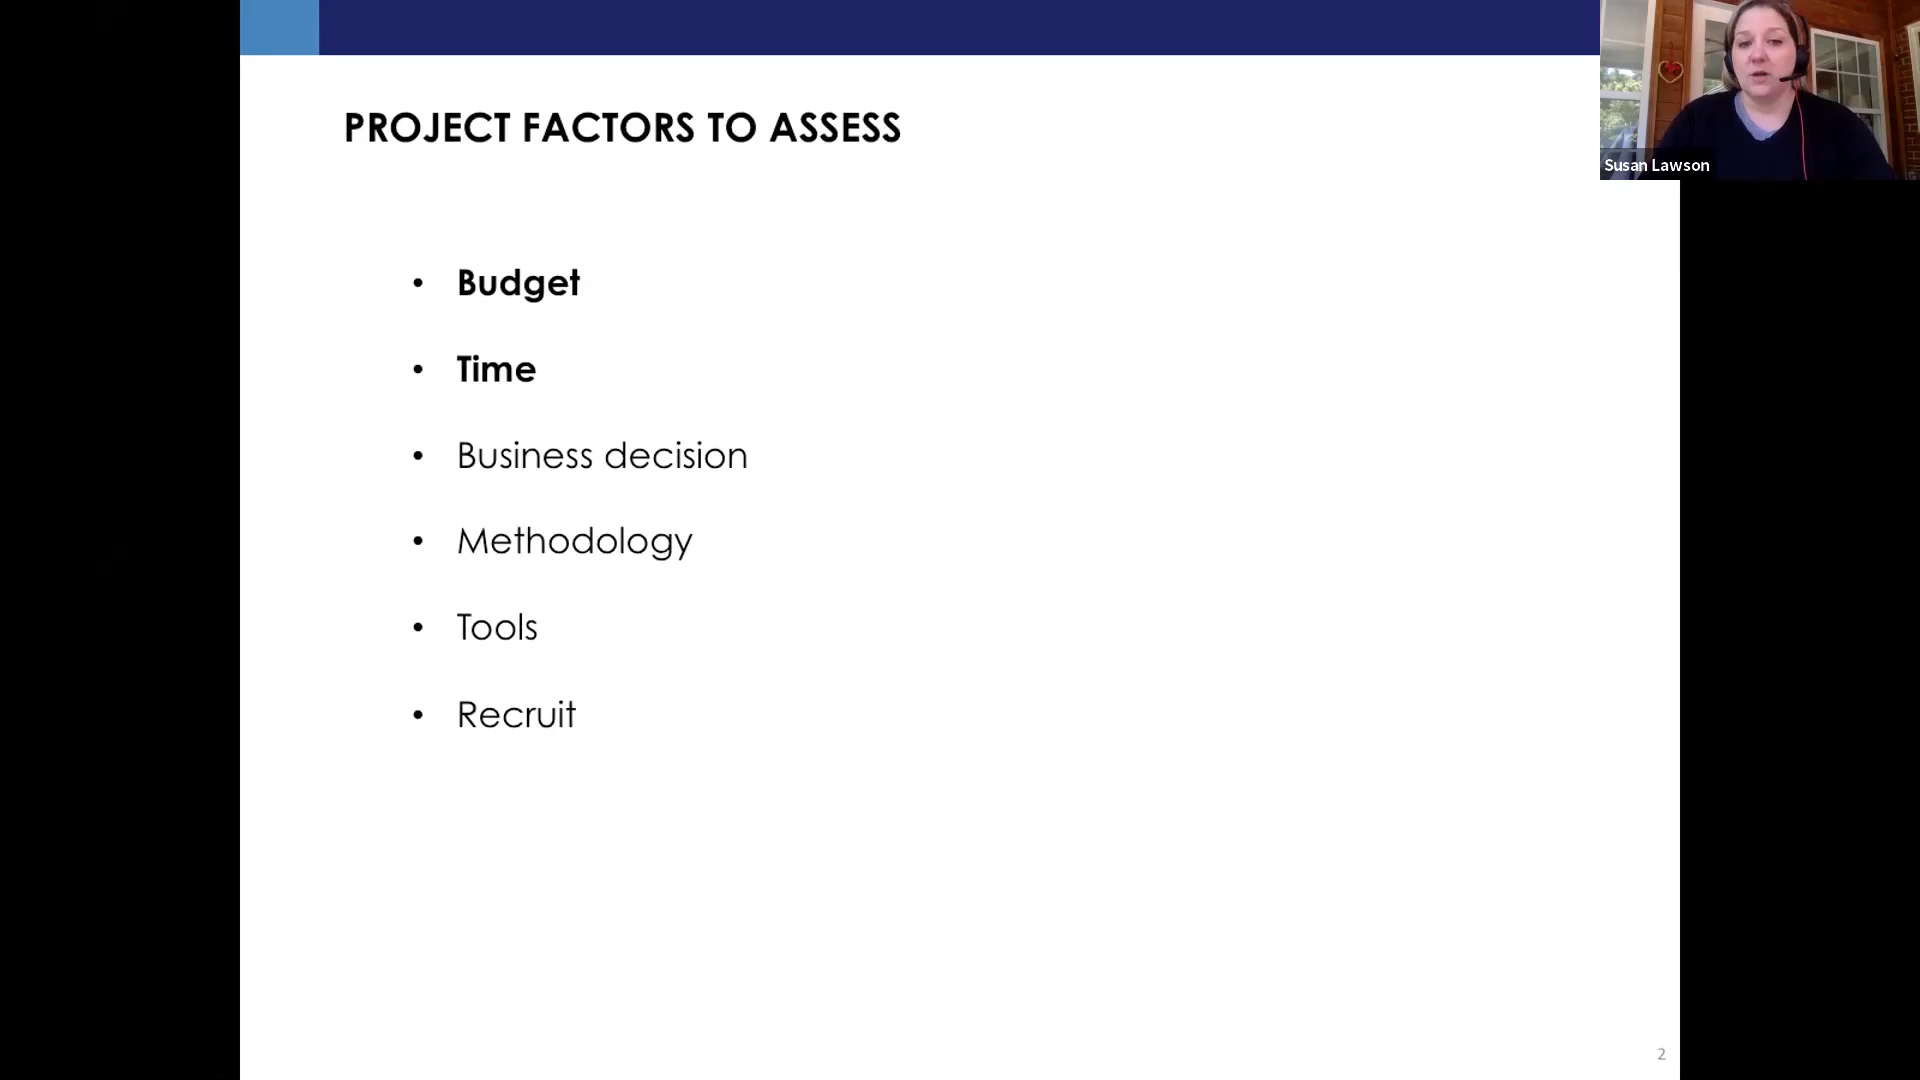 PROJECT FACTORS TO ASSESS
Susan Lawson
• Budget
• Time
• Business decision
• Methodology
• Tools
• Recruit
2